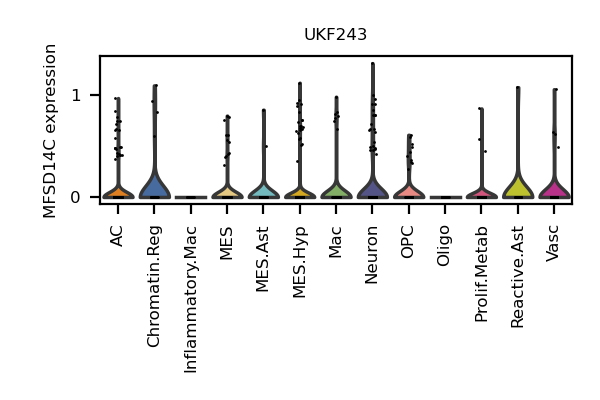 UKF243
MFSD14C expression
1
0
AC
Chromatin.Reg
Inflammatory.Mac
MES
MES.Ast
MES.Hyp
Mac
Neuron
OPC
Oligo
Prolif.Metab
Reactive.Ast
Vasc